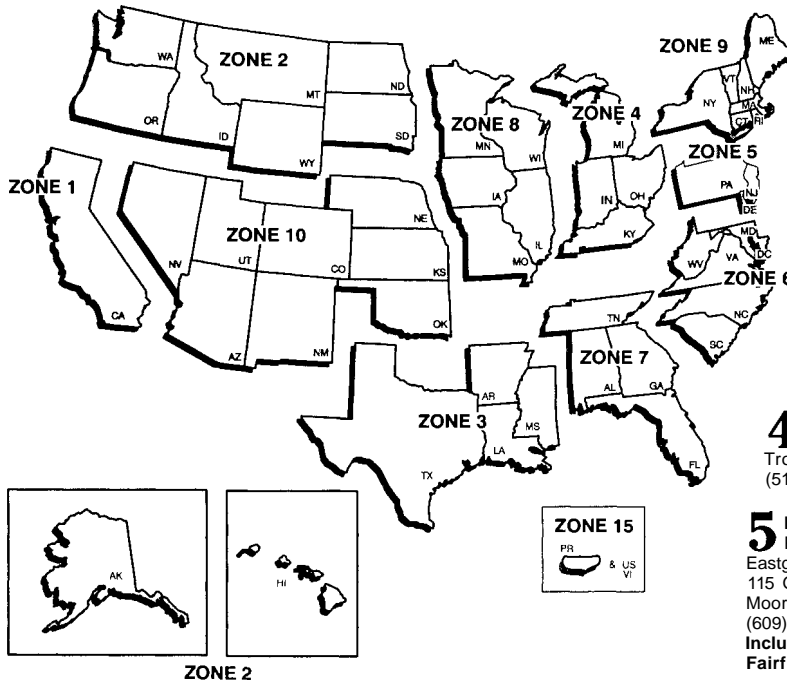 ZONE 9
ME
WA
ZONE 2
MT
ND
VT
NH
NY
MA
CT
RI
OR
ID
WY
SD
ZONE 8
MN
WI
ZONE 4
MI
ZONE 5
PA
NJ
DE
ZONE 1
CA
IA
IL
MO
IN
OH
KY
MD
DC
WV
VA
ZONE 6
NC
SC
NV
ZONE 10
UT
CO
NE
KS
OK
AZ
NM
TN
ZONE 7
AL
GA
FL
AR
ZONE 3
MS
LA
TX
4
Tro
(51
5
Eastg
115
Moor
(609)
Inclu
Fairf
AK
HI
ZONE 2
ZONE 15
PR
& US
VI